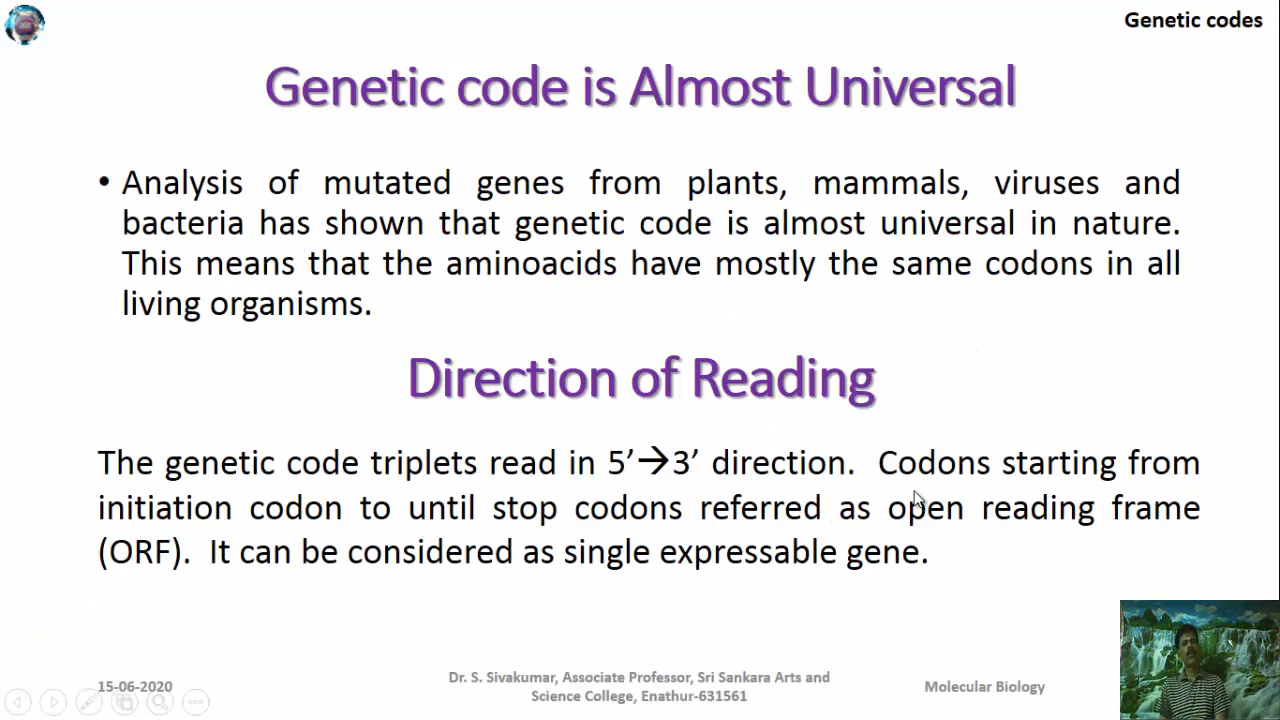 Genetic codes
Genetic code is Almost Universal
• Analysis of mutated genes from plants, mammals, viruses and
bacteria has shown that genetic code is almost universal in nature.
This means that the aminoacids have mostly the same codons in all
living organisms.
Direction of Reading
The genetic code triplets read in 5’→3’ direction. Codons starting from
initiation codon to until stop codons referred as open reading frame
(ORF). It can be considered as single expressable gene.
15-06-2020
Dr. S. Sivakumar, Associate Professor, Sri Sankara Arts and
Science College, Enathur-631561
Molecular Biology